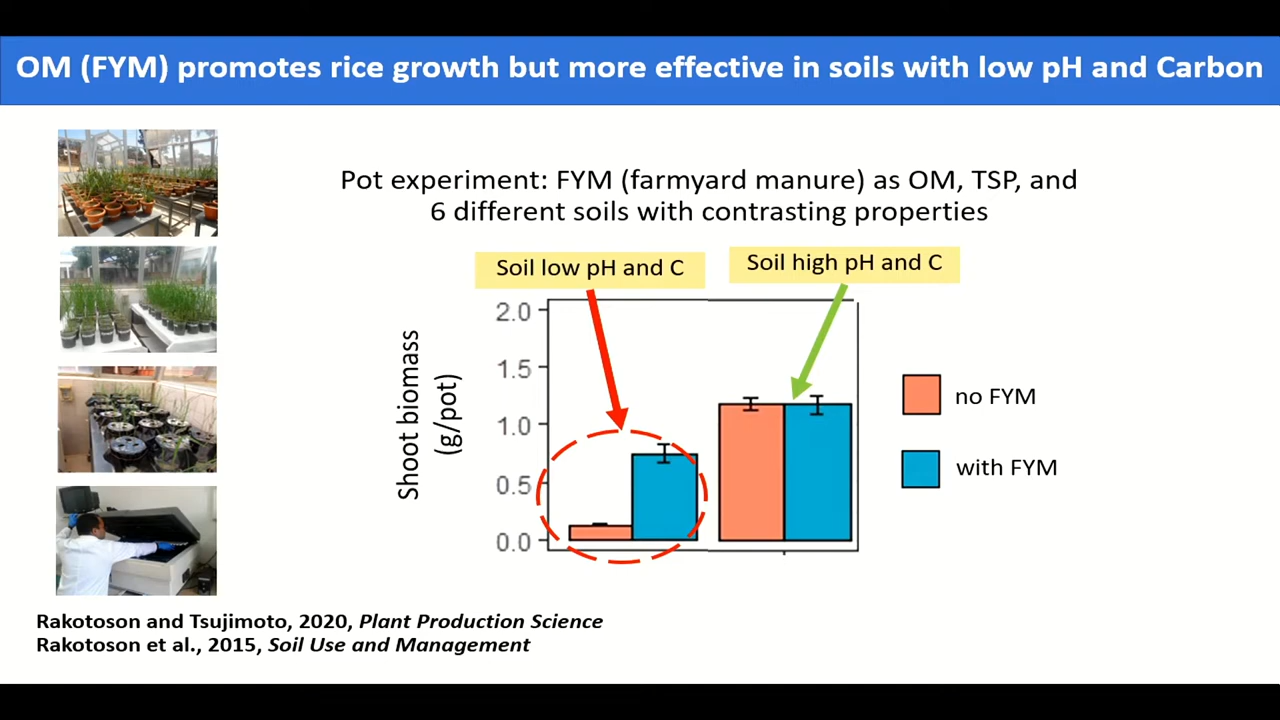 OM (FYM) promotes rice growth but more effective in soils with low pH and Carbon
Pot experiment: FYM (farmyard manure) as OM, TSP, and
6 different soils with contrasting properties
Soil low pH and C
Soil high pH and C
Shoot biomass
(g/pot)
2.0
1.5
1.0
0.5
0.0
no FYM
with FYM
Rakotoson and Tsujimoto, 2020, Plant Production Science
Rakotoson et al., 2015, Soil Use and Management